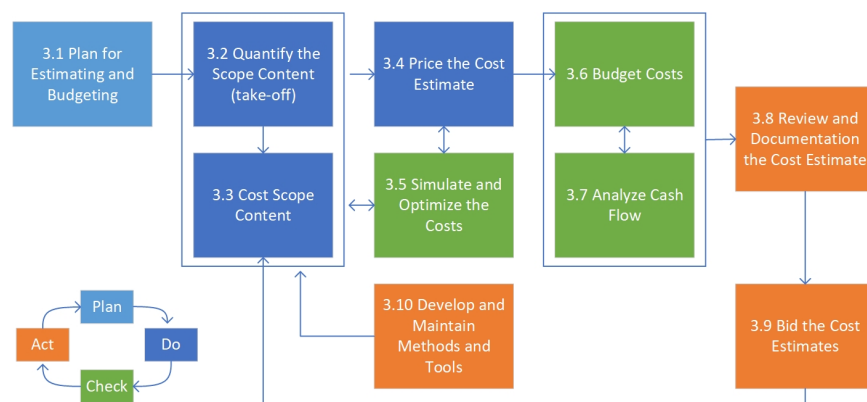 3.1 Plan for
Estimating and
Budgeting
3.2 Quantify the
Scope Content
(take-off)
3.3 Cost Scope
Content
3.4 Price the Cost
Estimate
3.5 Simulate and
Optimize the
Costs
3.6 Budget Costs
3.7 Analyze Cash
Flow
3.8 Review and
Documentation
the Cost Estimate
3.9 Bid the Cost
Estimates
3.10 Develop and
Maintain
Methods and
Tools
Plan
Do
Check
Act